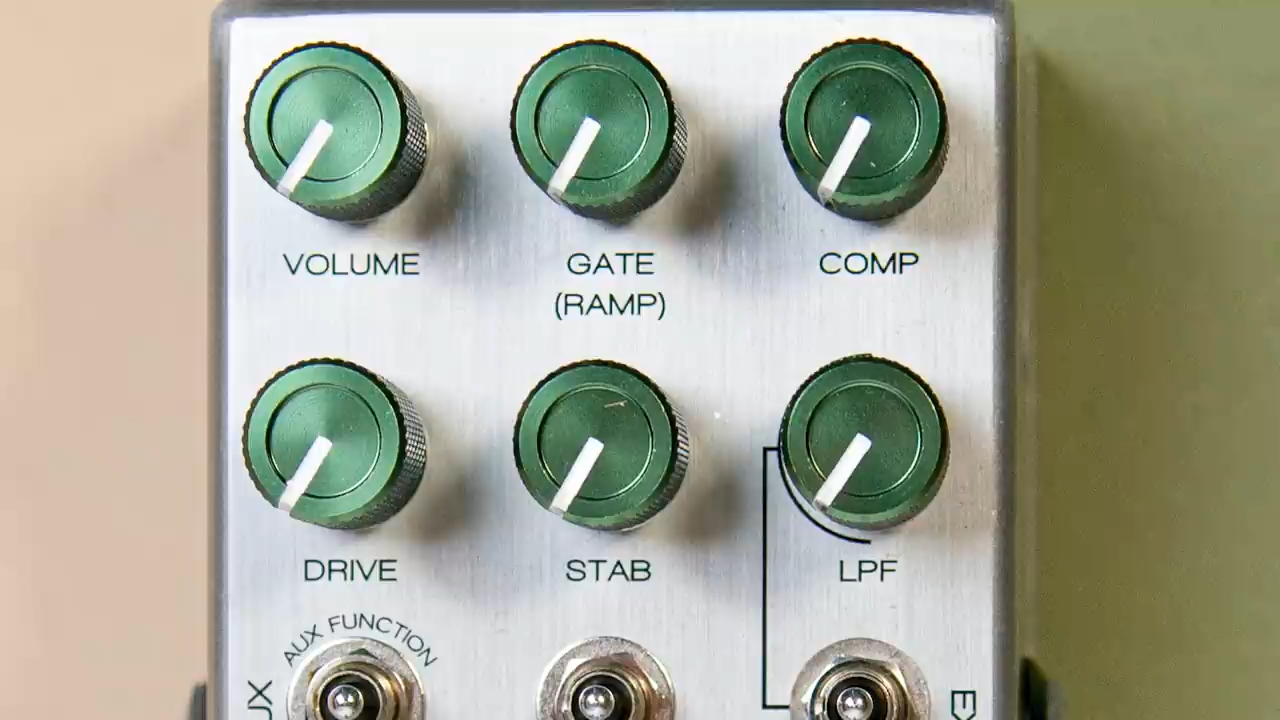 VOLUME
GATE
(RAMP)
COMP
DRIVE
STAB
LPF
AUX FUNCTION